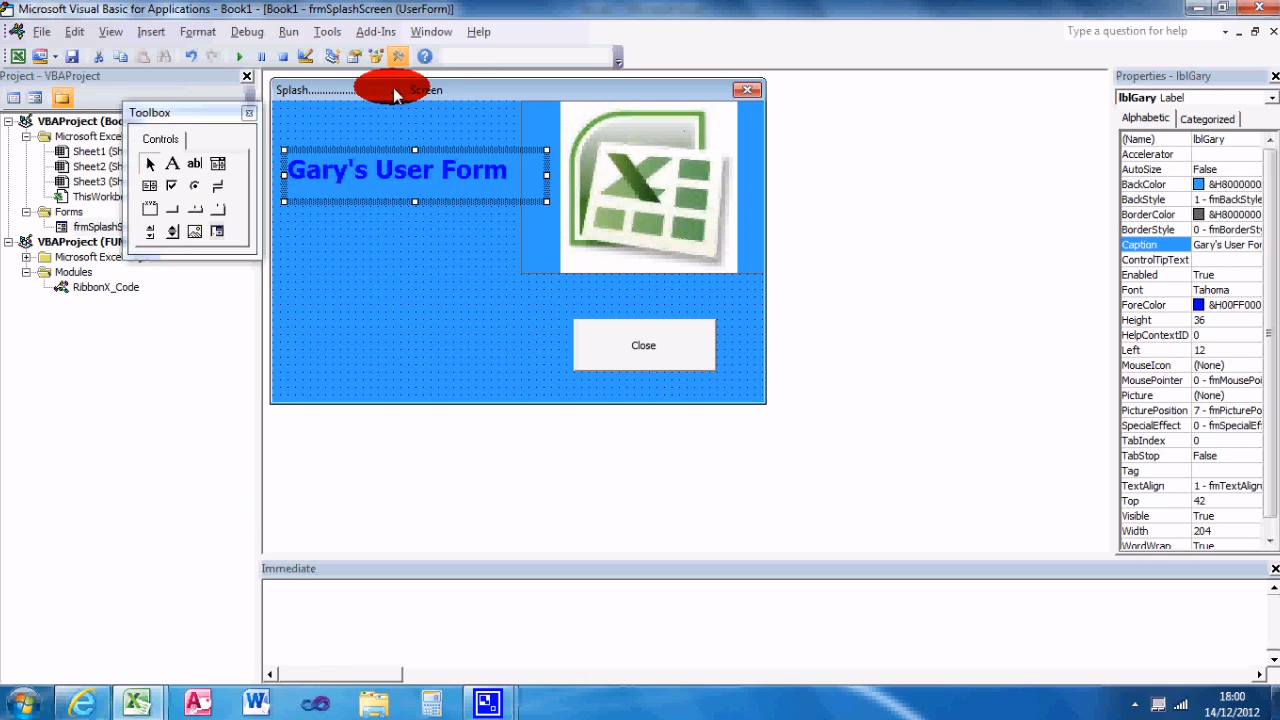 Microsoft Visual Basic for Applications - Book1 - [Book1 - frmSplashScreen (UserForm)]
File Edit View Insert Format Debug Run Tools Add-Ins Window Help
Type a question for help
Project - VBAProject
Toolbox
Controls
VBAProject (Boo
Microsoft Exce
Sheet1 (Sh
Sheet2 (Sh
Sheet3 (Sh
ThisWorkb
Forms
frmSplashS
VBAProject (FUN
Microsoft Exce
Modules
RibbonX_Code
Splash................ Screen
Gary's User Form
Close
Properties - lblGary
lblGary Label
Alphabetic Categorized
(Name) lblGary
Accelerator
AutoSize False
BackColor &H8000000
BackStyle 1 - fmBackStyle
BorderColor &H8000000
BorderStyle 0 - fmBorderSt
Caption Gary's User For
ControlTipText
Enabled True
Font Tahoma
ForeColor &H00FF000
Height 36
HelpContextID 0
Left 12
MouseIcon (None)
MousePointer 0 - fmMousePoi
Picture (None)
PicturePosition 7 - fmPicturePo
SpecialEffect 0 - fmSpecialEf
TabIndex 0
TabStop False
Tag
TextAlign 1 - fmTextAlign
Top 42
Visible True
Width 204
WordWrap True
Immediate
18:00
14/12/2012